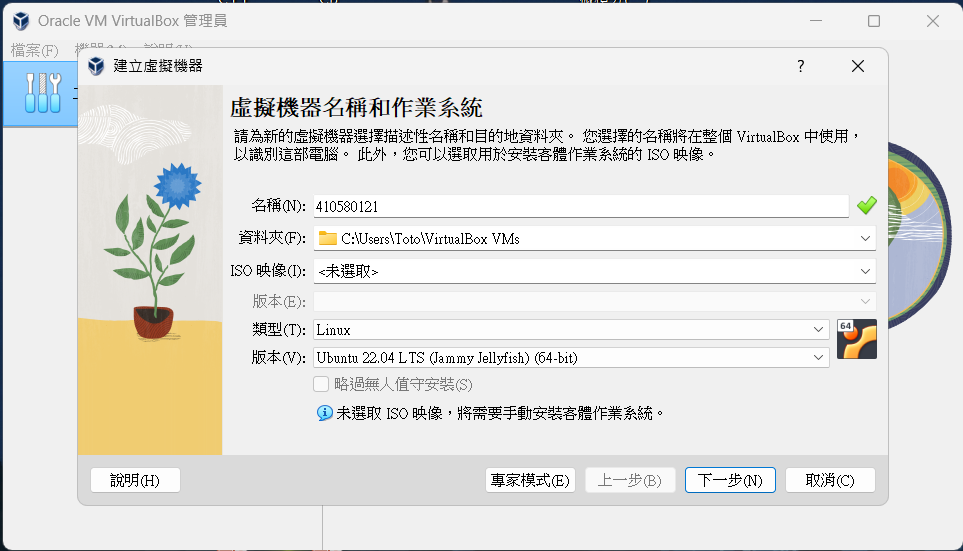 Oracle VM VirtualBox 管理員
檔案(F)
建立虛擬機器
?
虛擬機器名稱和作業系統
請為新的虛擬機器選擇描述性名稱和目的地資料夾。 您選擇的名稱將在整個 VirtualBox 中使用，
以識別這部電腦。 此外，您可以選取用於安裝客體作業系統的 ISO 映像。
名稱(N): 410580121
資料夾(F): C:\Users\Toto\VirtualBox VMs
ISO 映像(I): <未選取>
版本(E):
類型(T): Linux
64
版本(V): Ubuntu 22.04 LTS (Jammy Jellyfish) (64-bit)
略過無人值守安裝(S)
未選取 ISO 映像，將需要手動安裝客體作業系統。
說明(H) 專家模式(E) 上一步(B) 下一步(N) 取消(C)